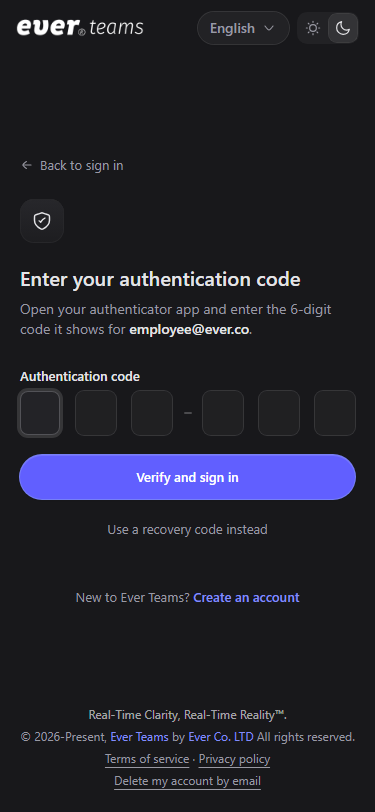 ever® teams
English
Back to sign in
Enter your authentication code
Open your authenticator app and enter the 6-digit
code it shows for employee@ever.co.
Authentication code
–
Verify and sign in
Use a recovery code instead
New to Ever Teams? Create an account
Real-Time Clarity, Real-Time Reality™.
© 2026-Present, Ever Teams by Ever Co. LTD All rights reserved.
Terms of service · Privacy policy
Delete my account by email